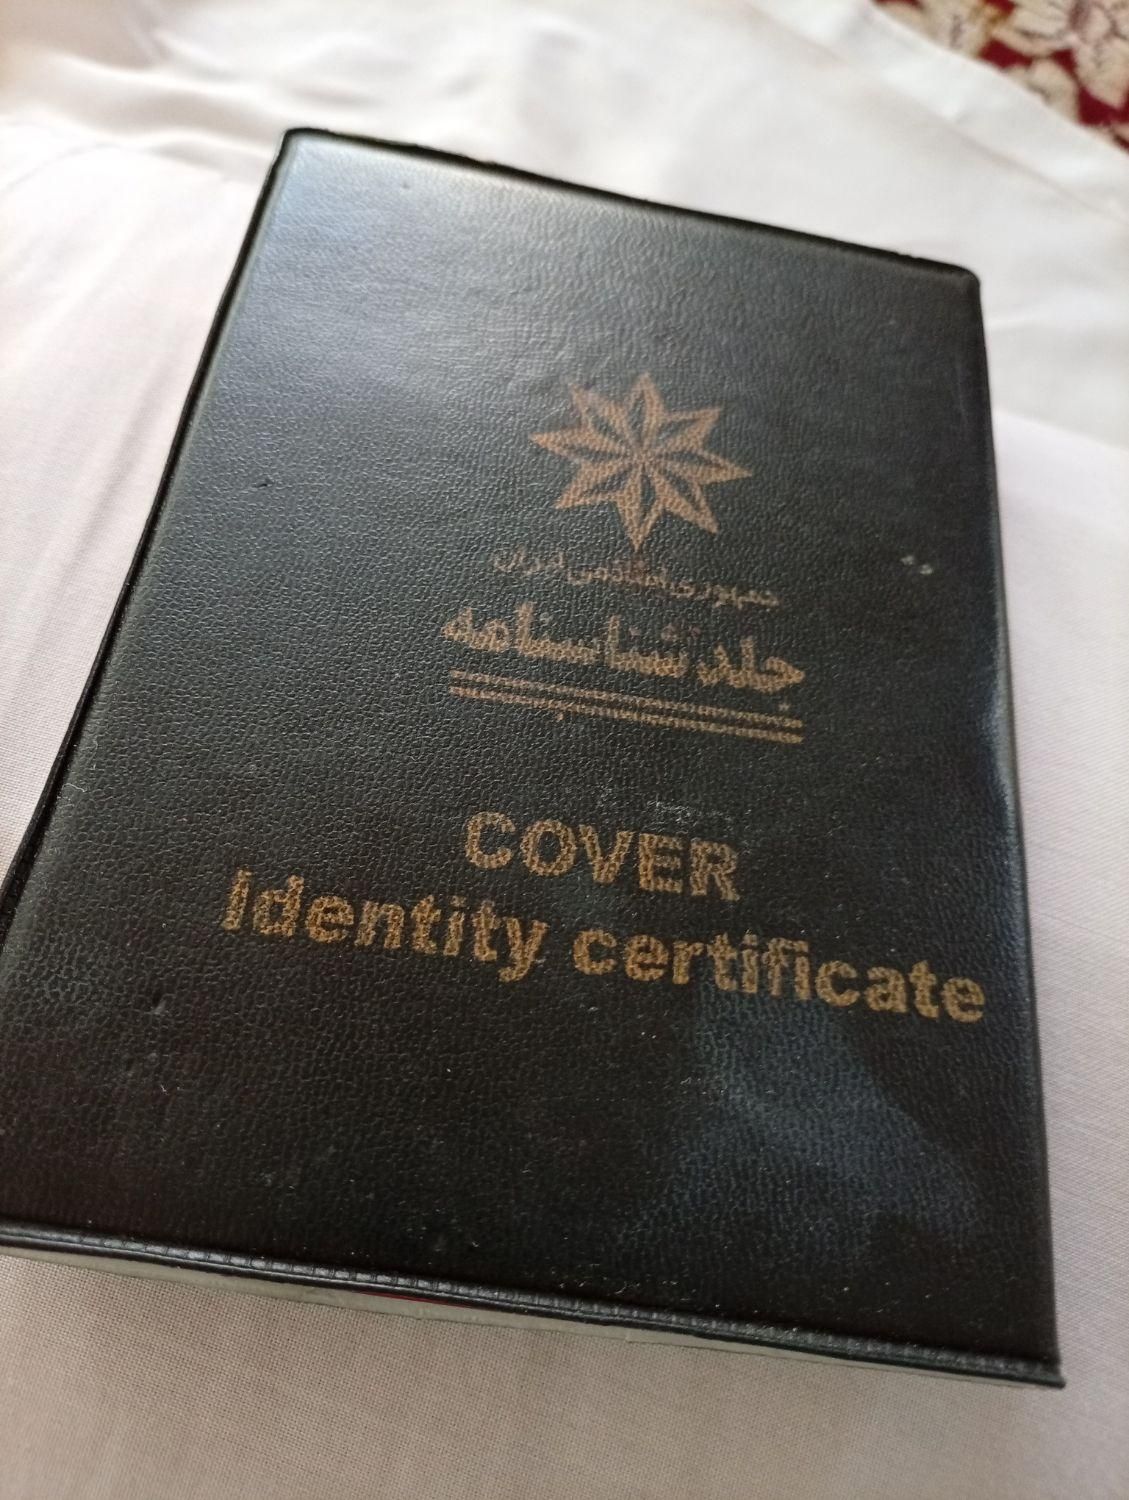 جمهوری اسلامی ایران
جلد شناسنامه
COVER
Identity certificate